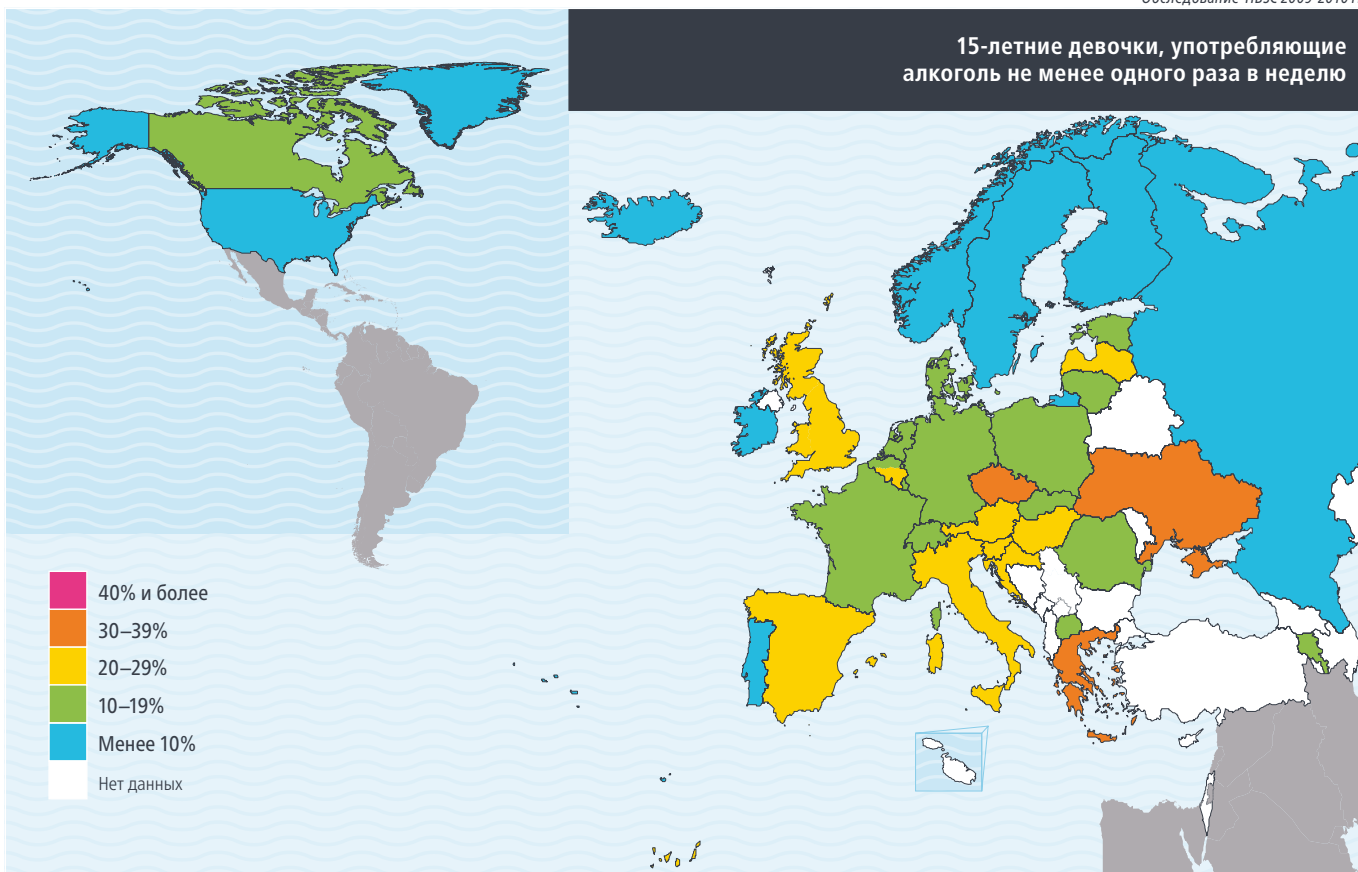 15-летние девочки, употребляющие
алкоголь не менее одного раза в неделю
40% и более
30–39%
20–29%
10–19%
Менее 10%
Нет данных